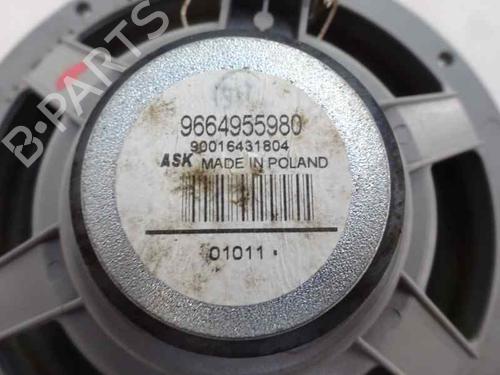 9664955980
90016431804
ASK MADE IN POLAND
01011
B-PARTS